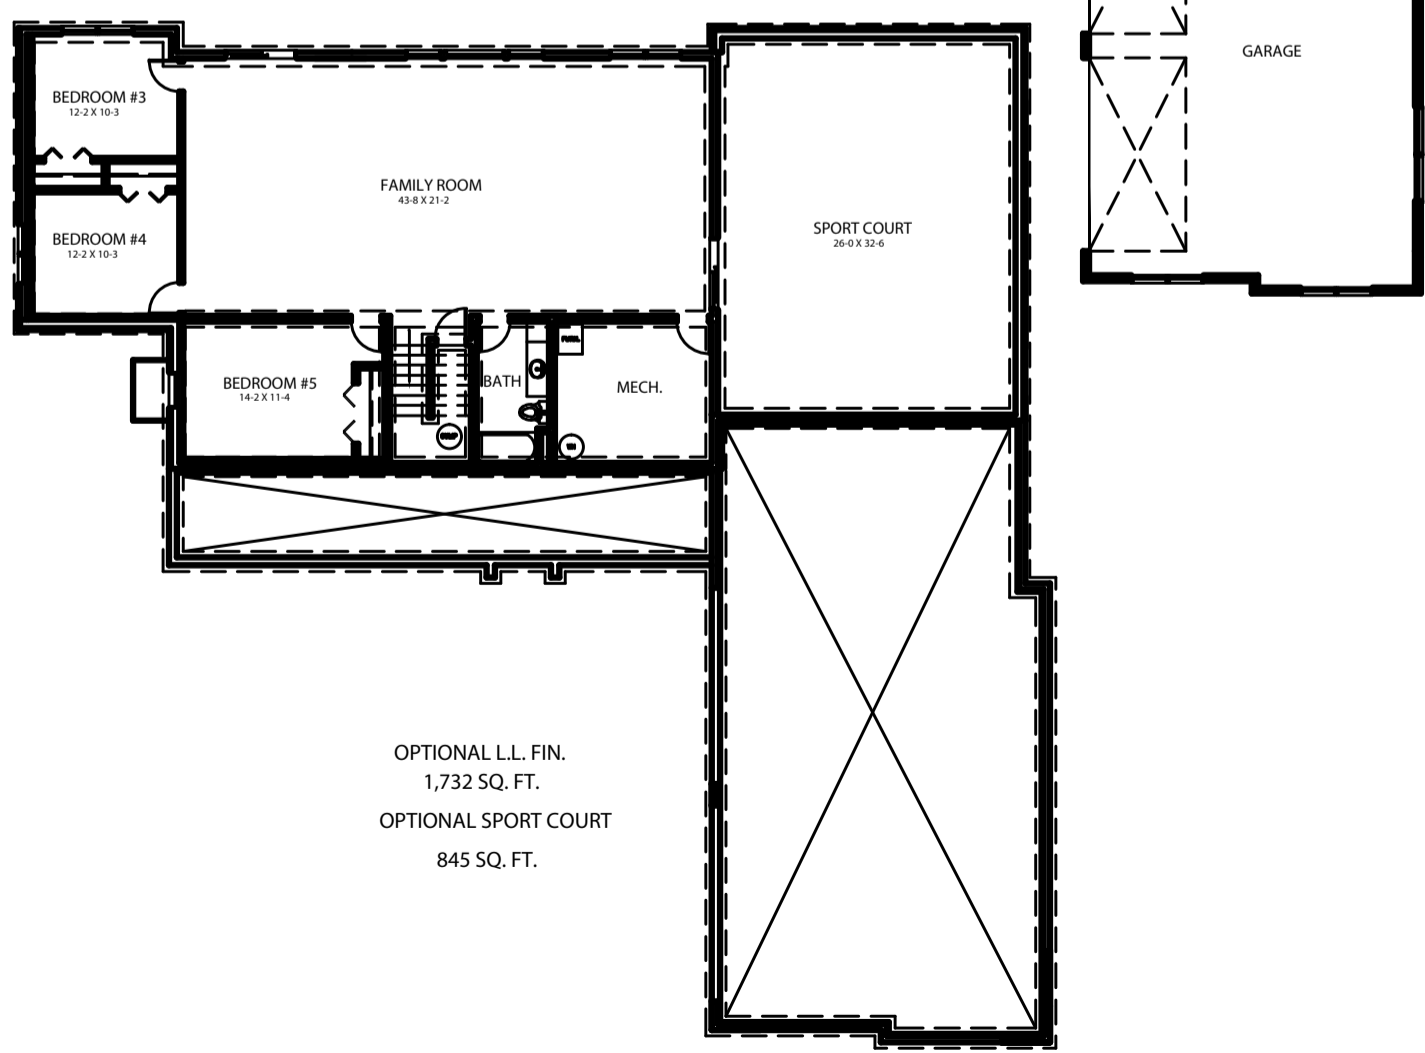 GARAGE
BEDROOM #3
12-2 X 10-3
FAMILY ROOM
43-8 X 21-2
SPORT COURT
26-0 X 32-6
BEDROOM #4
12-2 X 10-3
BEDROOM #5
14-2 X 11-4
BATH
MECH.
OPTIONAL L.L. FIN.
1,732 SQ. FT.
OPTIONAL SPORT COURT
845 SQ. FT.